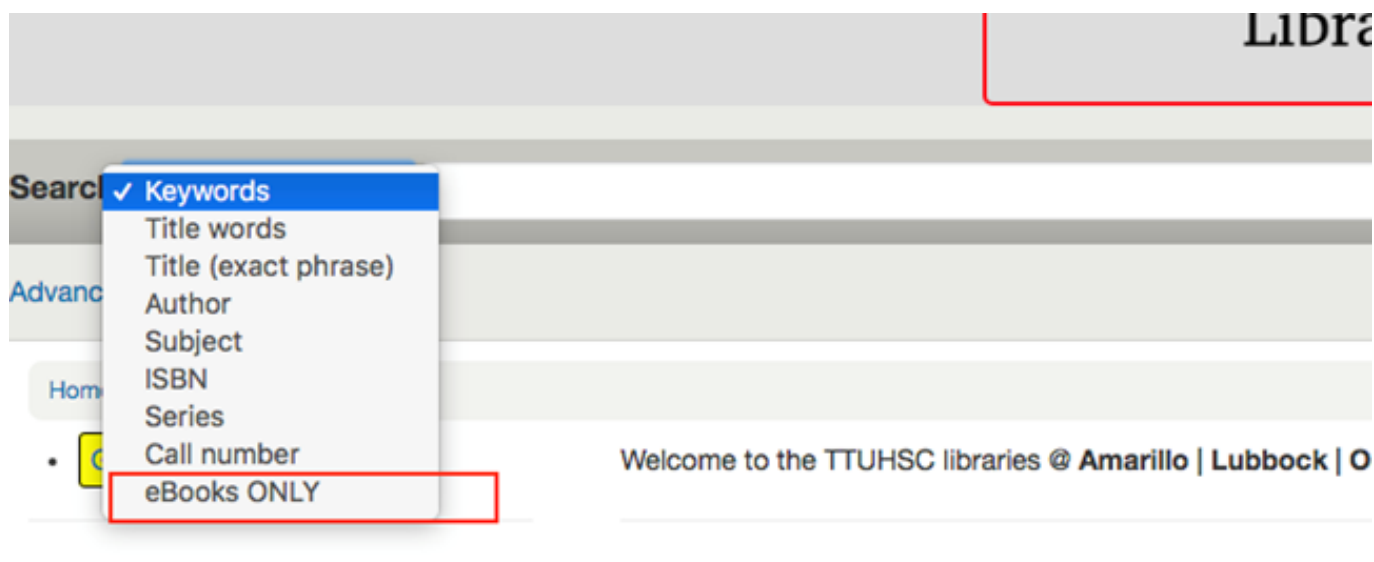 Libra
Searc
✓ Keywords
Title words
Title (exact phrase)
Author
Subject
ISBN
Series
Call number
eBooks ONLY
Advanc
Hom
Welcome to the TTUHSC libraries @ Amarillo | Lubbock | O